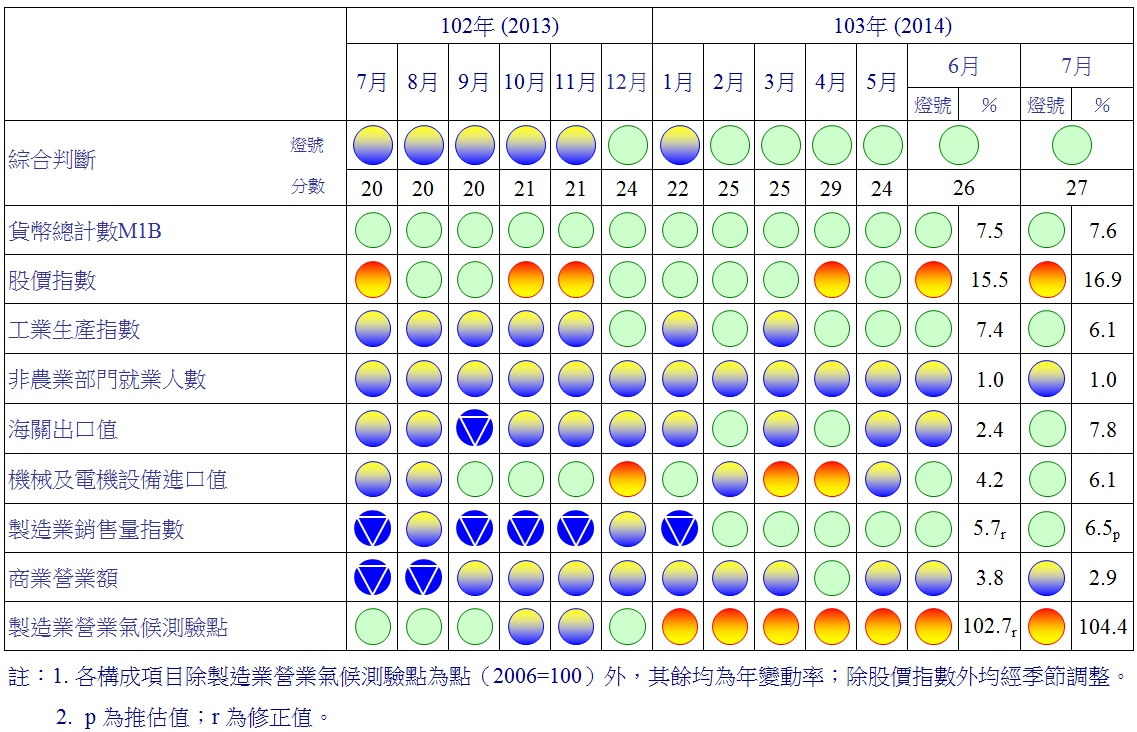 102年 (2013) 103年 (2014)
7月 8月 9月 10月 11月 12月 1月 2月 3月 4月 5月 6月 7月
燈號 % 燈號 %
綜合判斷 燈號
分數 20 20 20 21 21 24 22 25 25 29 24 26 27
貨幣總計數M1B 7.5 7.6
股價指數 15.5 16.9
工業生產指數 7.4 6.1
非農業部門就業人數 1.0 1.0
海關出口值 2.4 7.8
機械及電機設備進口值 4.2 6.1
製造業銷售量指數 5.7r 6.5p
商業營業額 3.8 2.9
製造業營業氣候測驗點 102.7r 104.4
註：1. 各構成項目除製造業營業氣候測驗點為點（2006=100）外，其餘均為年變動率；除股價指數外均經季節調整。
2. p 為推估值；r 為修正值。